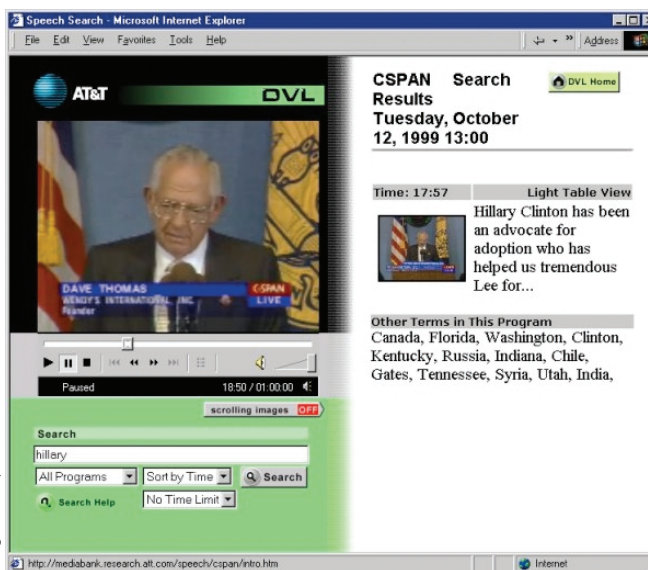 Speech Search - Microsoft Internet Explorer
File Edit View Favorites Tools Help
» Address
AT&T DVL
DAVE THOMAS C-SPAN
WENDY'S INTERNATIONAL, INC. LIVE
Founder
Paused 18:50 / 01:00:00
scrolling images OFF
Search
hillary
All Programs Sort by Time Search
Search Help No Time Limit
CSPAN Search
Results
Tuesday, October
12, 1999 13:00
DVL Home
Time: 17:57 Light Table View
Hillary Clinton has been
an advocate for
adoption who has
helped us tremendous
Lee for...
Other Terms in This Program
Canada, Florida, Washington, Clinton,
Kentucky, Russia, Indiana, Chile,
Gates, Tennessee, Syria, Utah, India,
http://mediabank.research.att.com/speech/cspan/intro.htm Internet